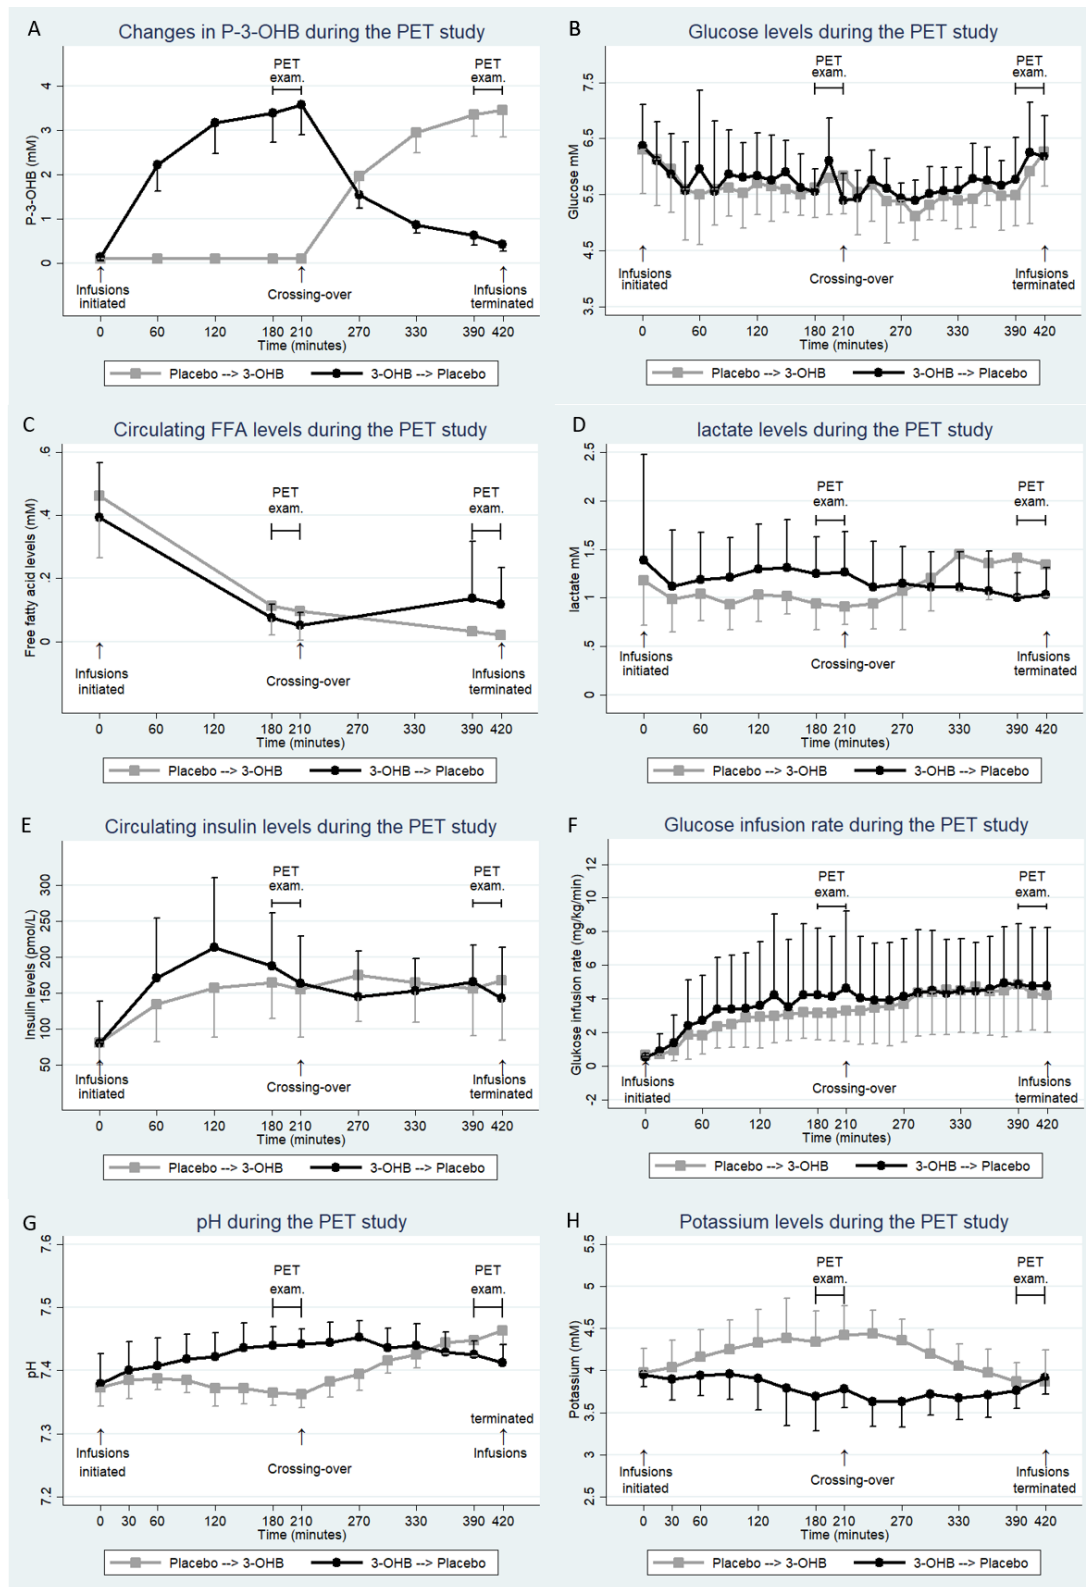 A
Changes in P-3-OHB during the PET study
P-3-OHB (mM)
4
3
2
1
0
PET
exam.
PET
exam.
Infusions
initiated
Crossing-over
Infusions
terminated
0 60 120 180 210 270 330 390 420
Time (minutes)
Placebo --> 3-OHB 3-OHB --> Placebo
B
Glucose levels during the PET study
Glucose mM
7.5
6.5
5.5
4.5
3.5
PET
exam.
PET
exam.
Infusions
initiated
Crossing-over
Infusions
terminated
0 60 120 180 210 270 330 390 420
Time (minutes)
Placebo --> 3-OHB 3-OHB --> Placebo
C
Circulating FFA levels during the PET study
Free fatty acid levels (mM)
.6
.4
.2
0
PET
exam.
PET
exam.
Infusions
initiated
Crossing-over
Infusions
terminated
0 60 120 180 210 270 330 390 420
Time (minutes)
Placebo --> 3-OHB 3-OHB --> Placebo
D
lactate levels during the PET study
lactate mM
2.5
2
1.5
1
.5
0
PET
exam.
PET
exam.
Infusions
initiated
Crossing-over
Infusions
terminated
0 60 120 180 210 270 330 390 420
Time (minutes)
Placebo --> 3-OHB 3-OHB --> Placebo
E
Circulating insulin levels during the PET study
Insulin levels (pmol/L)
300
250
200
150
100
50
PET
exam.
PET
exam.
Infusions
initiated
Crossing-over
Infusions
terminated
0 60 120 180 210 270 330 390 420
Time (minutes)
Placebo --> 3-OHB 3-OHB --> Placebo
F
Glucose infusion rate during the PET study
Glukose infusion rate (mg/kg/min)
12
10
8
6
4
2
0
-2
PET
exam.
PET
exam.
Infusions
initiated
Crossing-over
Infusions
terminated
0 60 120 180 210 270 330 390 420
Time (minutes)
Placebo --> 3-OHB 3-OHB --> Placebo
G
pH during the PET study
pH
7.6
7.5
7.4
7.3
7.2
PET
exam.
PET
exam.
Infusions
initiated
Crossing-over
terminated
Infusions
0 30 60 120 180 210 270 330 390 420
Time (minutes)
Placebo --> 3-OHB 3-OHB --> Placebo
H
Potassium levels during the PET study
Potassium (mM)
5.5
5
4.5
4
3.5
3
2.5
PET
exam.
PET
exam.
Infusions
initiated
Crossing-over
Infusions
terminated
0 30 60 120 180 210 270 330 390 420
Time (minutes)
Placebo --> 3-OHB 3-OHB --> Placebo